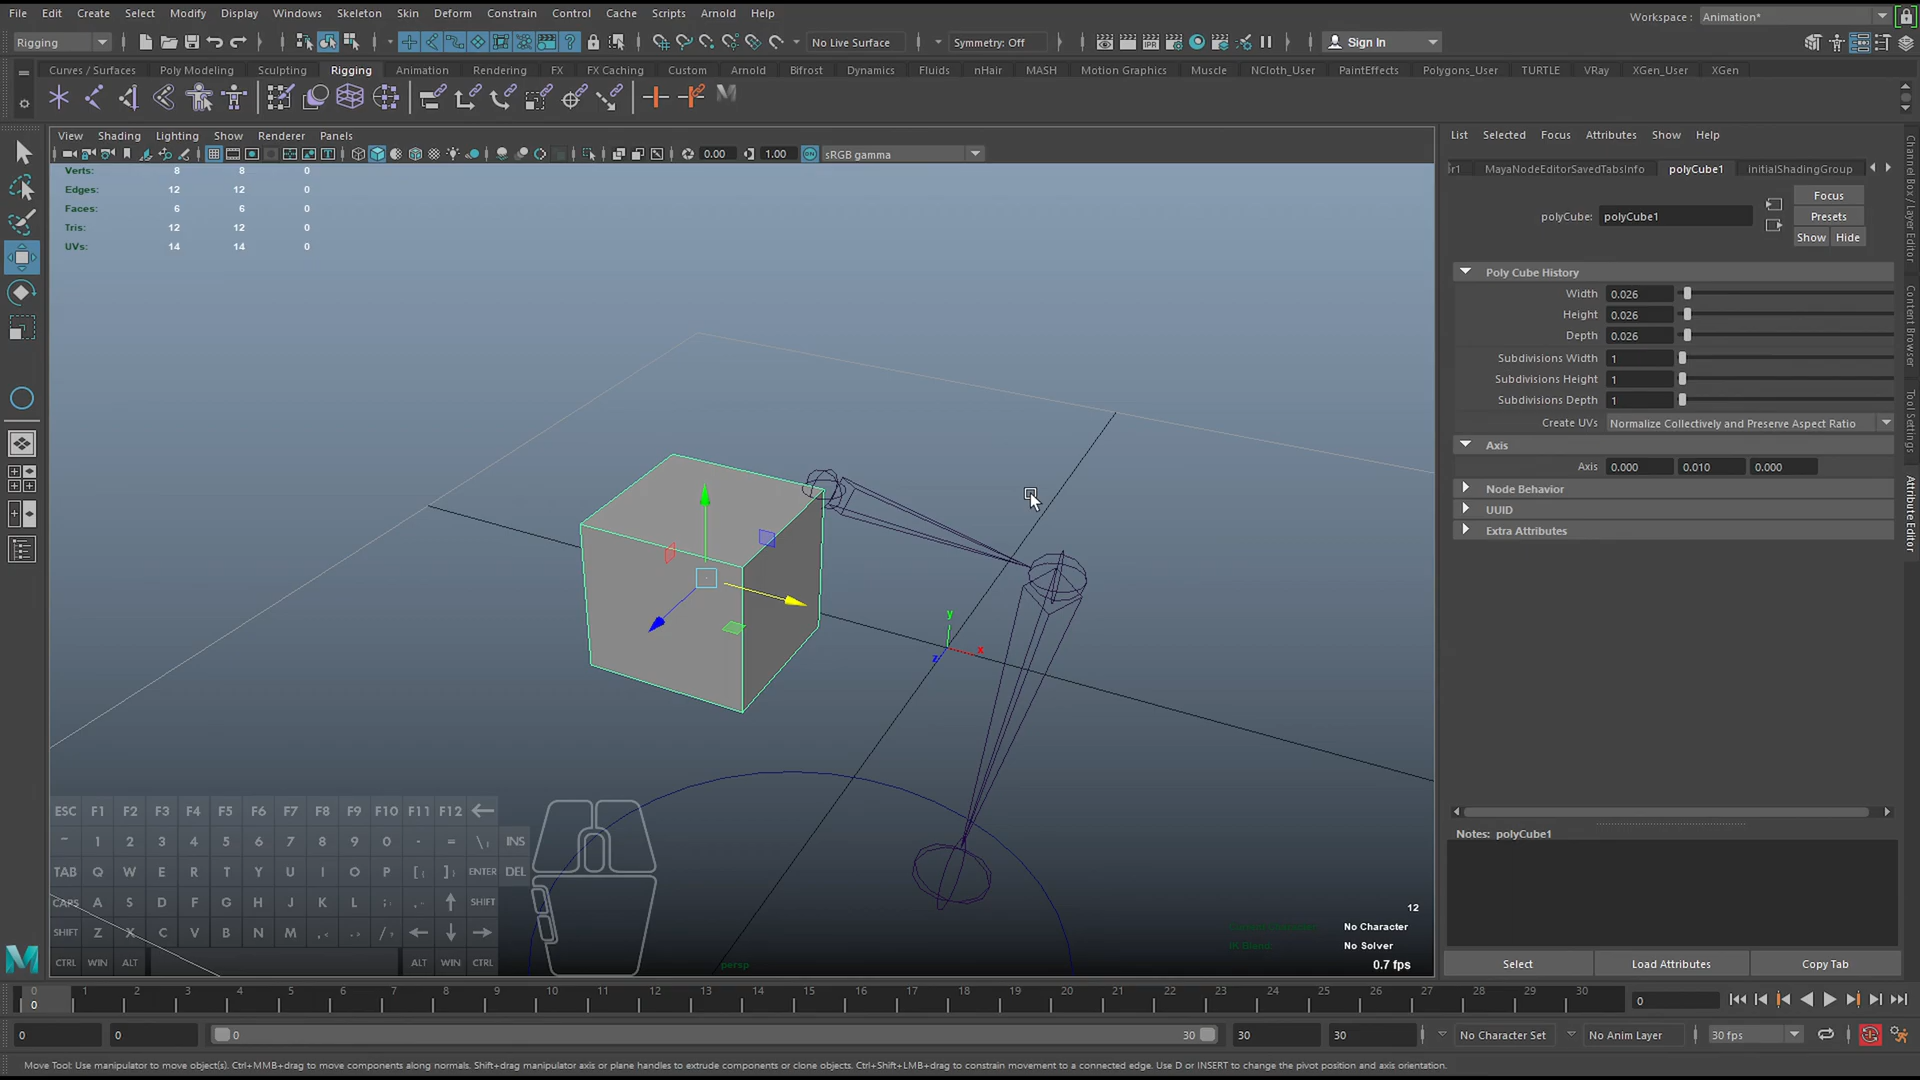 File Edit Create Select Modify Display Windows Skeleton Skin Deform Constrain Control Cache Scripts Arnold Help
Workspace : Animation*
Rigging
No Live Surface
Symmetry: Off
Sign In
Curves / Surfaces Poly Modeling Sculpting Rigging Animation Rendering FX FX Caching Custom Arnold Bifrost Dynamics Fluids nHair MASH Motion Graphics Muscle NCloth_User PaintEffects Polygons_User TURTLE VRay XGen_User XGen
View Shading Lighting Show Renderer Panels
0.00 1.00 sRGB gamma
Verts: 8 8 0
Edges: 12 12 0
Faces: 6 6 0
Tris: 12 12 0
UVs: 14 14 0
y
x
z
ESC F1 F2 F3 F4 F5 F6 F7 F8 F9 F10 F11 F12
1 2 3 4 5 6 7 8 9 0 - = \ INS
TAB Q W E R T Y U I O P [ ] ENTER DEL
CAPS A S D F G H J K L ; SHIFT
SHIFT Z X C V B N M
CTRL WIN ALT ALT WIN CTRL
12
No Character
No Solver
0.7 fps
persp
List Selected Focus Attributes Show Help
MayaNodeEditorSavedTabsInfo polyCube1 initialShadingGroup
polyCube: polyCube1
Focus
Presets
Show Hide
Poly Cube History
Width 0.026
Height 0.026
Depth 0.026
Subdivisions Width 1
Subdivisions Height 1
Subdivisions Depth 1
Create UVs Normalize Collectively and Preserve Aspect Ratio
Axis
Axis 0.000 0.010 0.000
Node Behavior
UUID
Extra Attributes
Notes: polyCube1
Select Load Attributes Copy Tab
Channel Box / Layer Editor
Content Browser
Tool Settings
Attribute Editor
0 1 2 3 4 5 6 7 8 9 10 11 12 13 14 15 16 17 18 19 20 21 22 23 24 25 26 27 28 29 30
0
0
0 0 0 30 30 30 No Character Set No Anim Layer 30 fps
Move Tool: Use manipulator to move object(s). Ctrl+MMB+drag to move components along normals. Shift+drag manipulator axis or plane handles to extrude components or clone objects. Ctrl+Shift+LMB+drag to constrain movement to a connected edge. Use D or INSERT to change the pivot position and axis orientation.